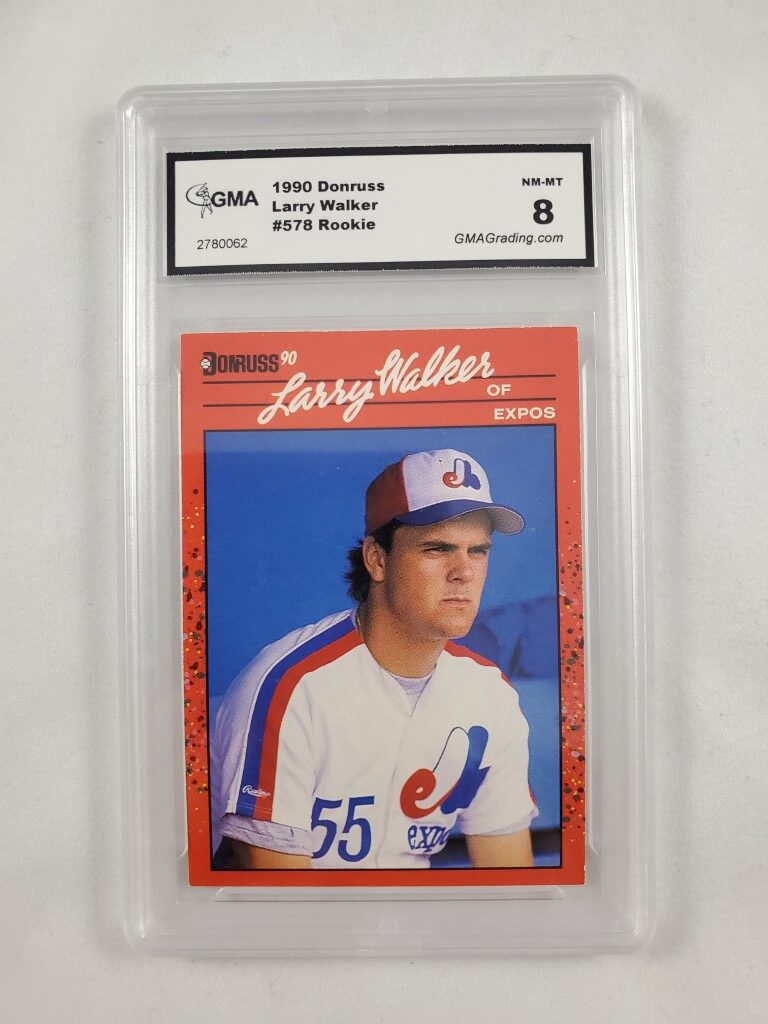 GMA
1990 Donruss
Larry Walker
#578 Rookie
2780062
NM-MT
8
GMAGrading.com
DONRUSS 90
Larry Walker
OF
EXPOS
Rawlings
55